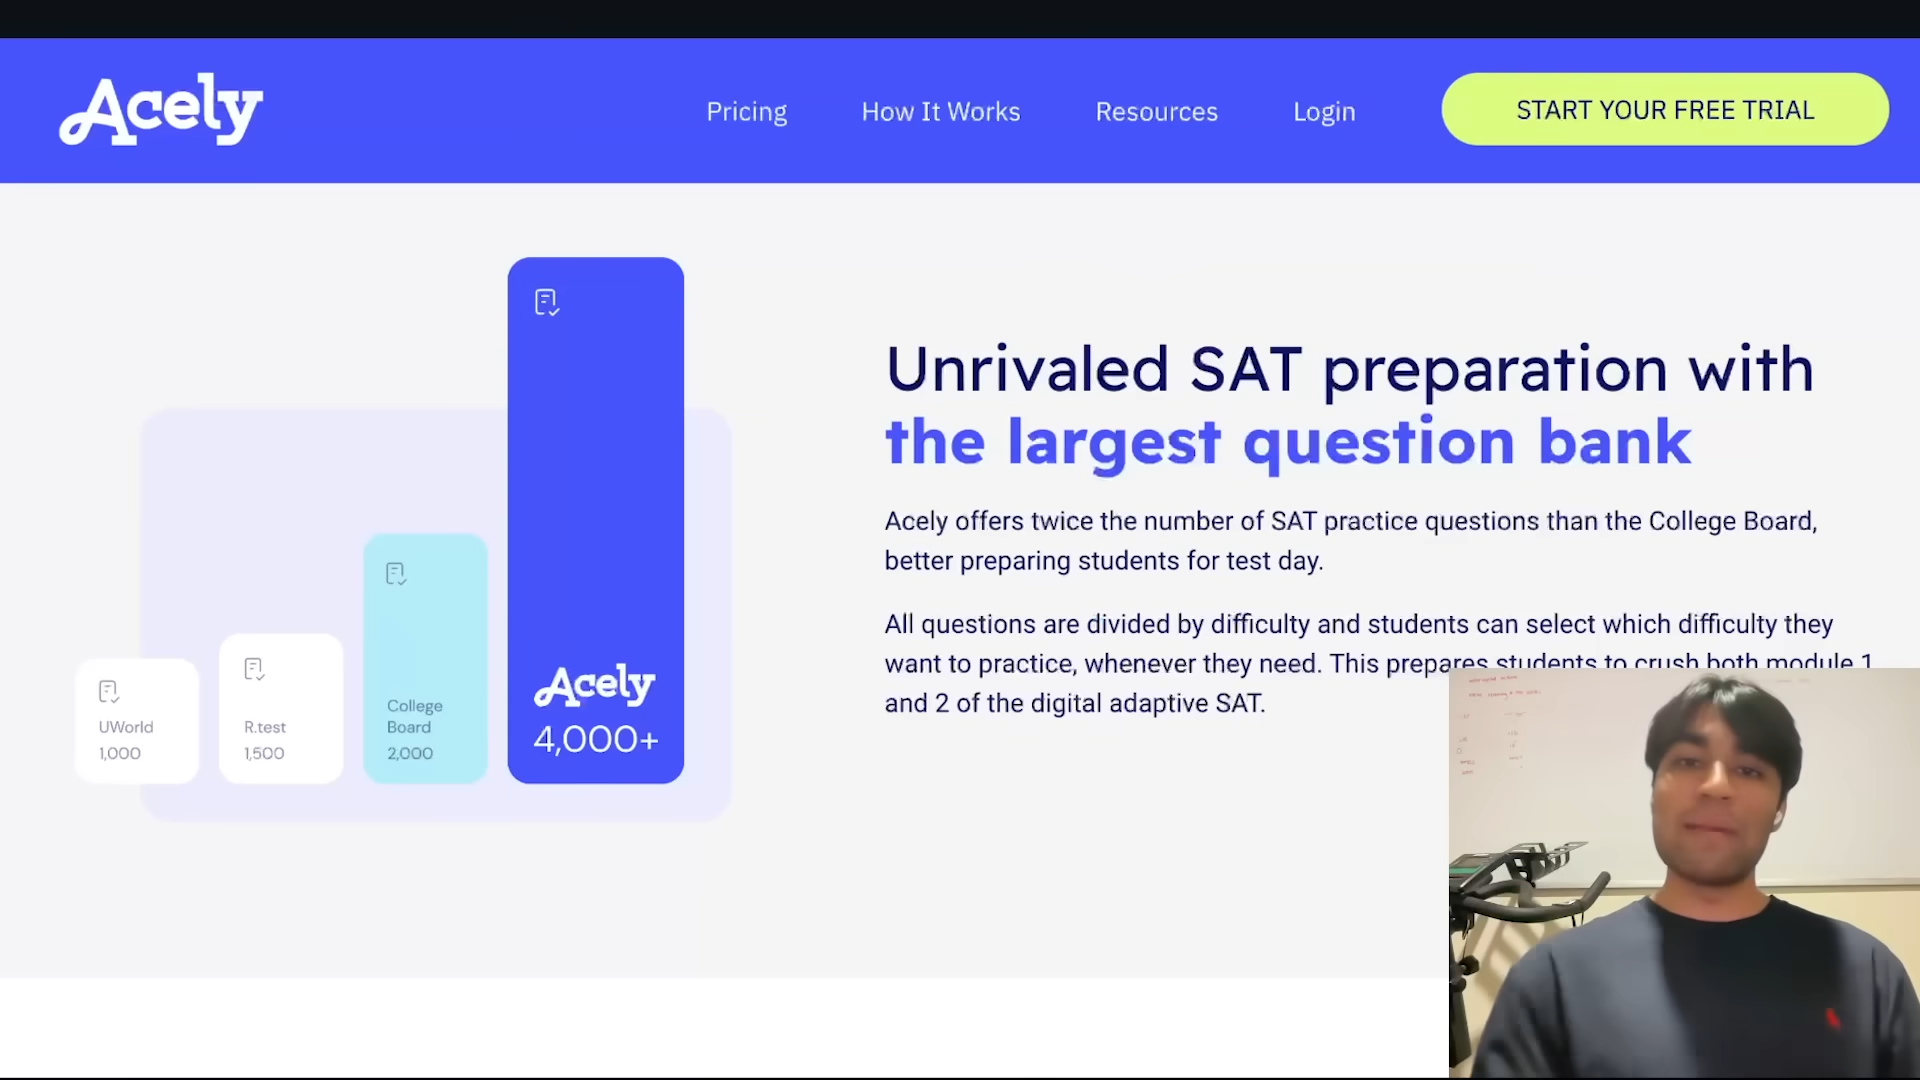 Acely
Pricing
How It Works
Resources
Login
START YOUR FREE TRIAL
UWorld
1,000
R.test
1,500
College
Board
2,000
Acely
4,000+
Unrivaled SAT preparation with
the largest question bank
Acely offers twice the number of SAT practice questions than the College Board,
better preparing students for test day.
All questions are divided by difficulty and students can select which difficulty they
want to practice, whenever they need. This prepares students to crush both module 1
and 2 of the digital adaptive SAT.